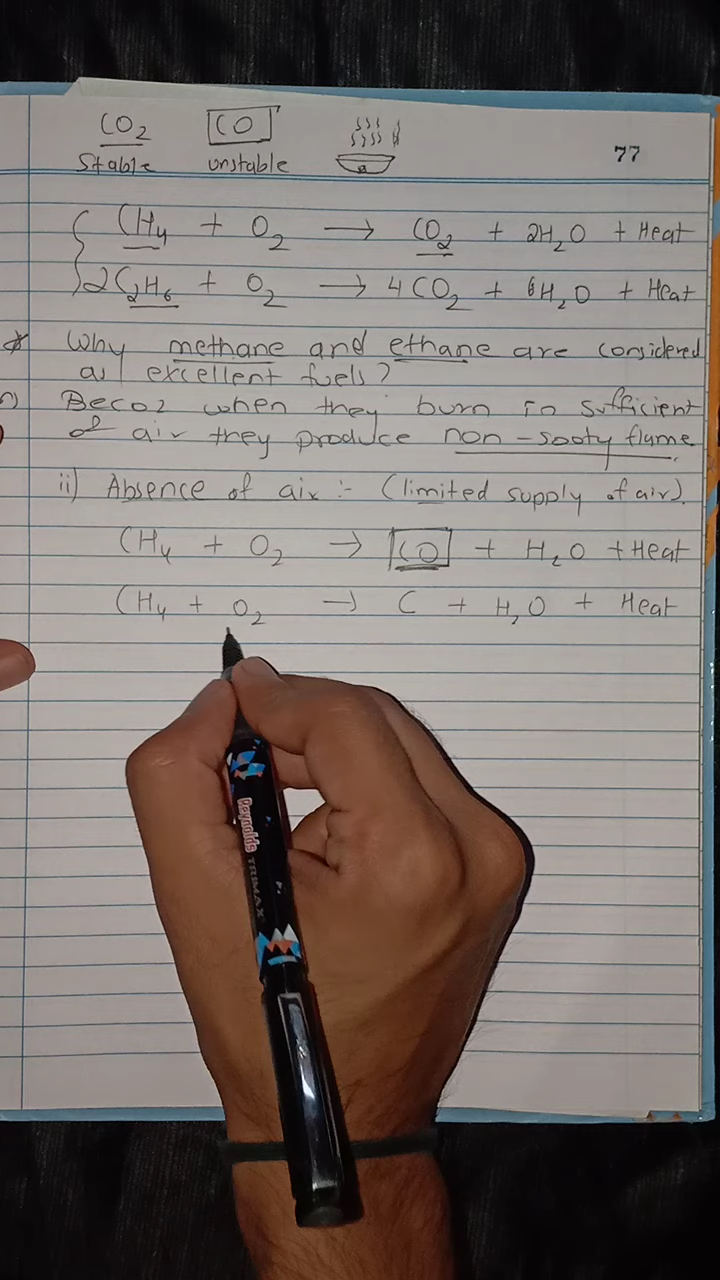 CO2 CO 77
Stable unstable
CH4 + O2 → CO2 + 2H2O + Heat
2C2H6 + O2 → 4CO2 + 6H2O + Heat
* Why methane and ethane are considered
as excellent fuels?
Becoz when they burn in sufficient
of air they produce non-sooty flame.
ii) Absence of air :- (limited supply of air).
CH4 + O2 → CO + H2O + Heat
CH4 + O2 → C + H2O + Heat
Reynolds TRIMAX